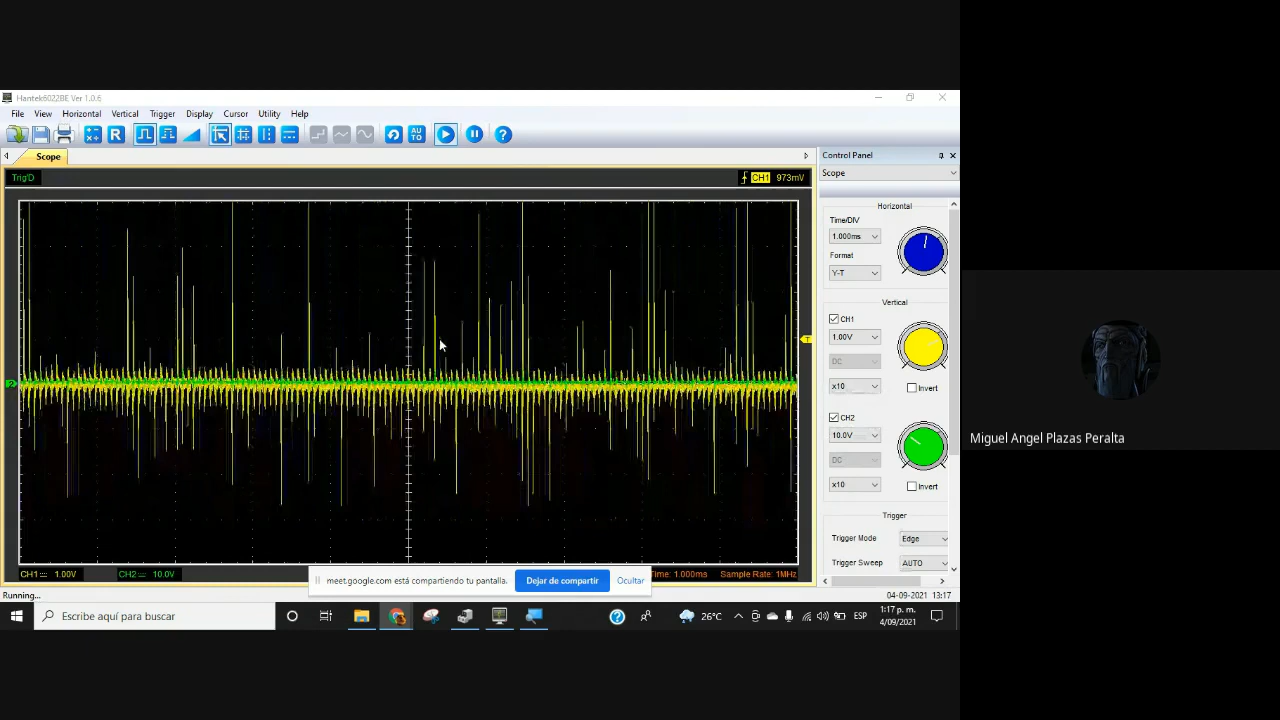 Hantek6022BE Ver 1.0.6
File View Horizontal Vertical Trigger Display Cursor Utility Help
R AUTO ?
Scope
Control Panel
Scope
Trig'D
CH1 973mV
Horizontal
Time/DIV
1.000ms
Format
Y-T
Vertical
CH1
1.00V
DC
x10
Invert
CH2
10.0V
DC
x10
Invert
Trigger
Trigger Mode Edge
Trigger Sweep AUTO
T
2
CH1 1.00V CH2 10.0V Time: 1.000ms Sample Rate: 1MHz
meet.google.com está compartiendo tu pantalla. Dejar de compartir Ocultar
Running... 04-09-2021 13:17
Escribe aquí para buscar
26°C ESP
1:17 p. m.
4/09/2021
Miguel Angel Plazas Peralta